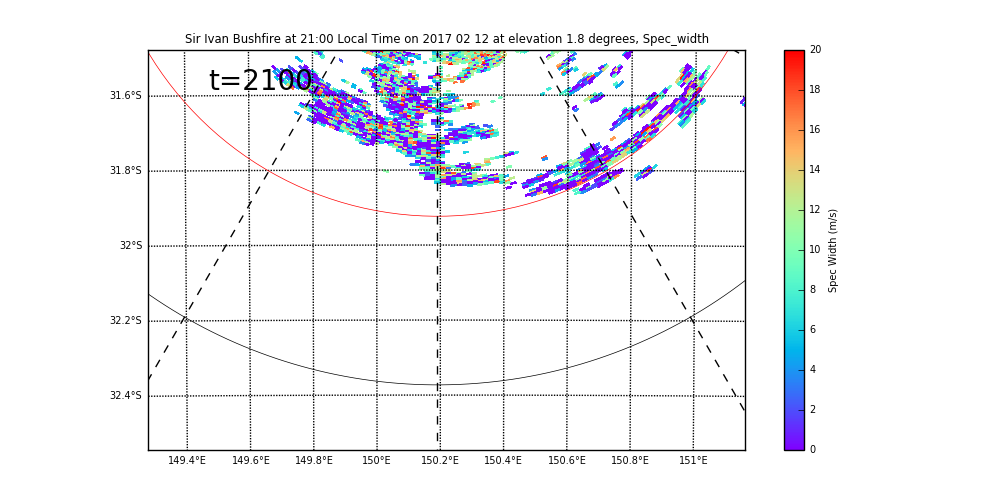 Sir Ivan Bushfire at 21:00 Local Time on 2017 02 12 at elevation 1.8 degrees, Spec_width
t=2100
31.6°S
31.8°S
32°S
32.2°S
32.4°S
149.4°E 149.6°E 149.8°E 150°E 150.2°E 150.4°E 150.6°E 150.8°E 151°E
20
18
16
14
12
10
8
6
4
2
0
Spec Width (m/s)